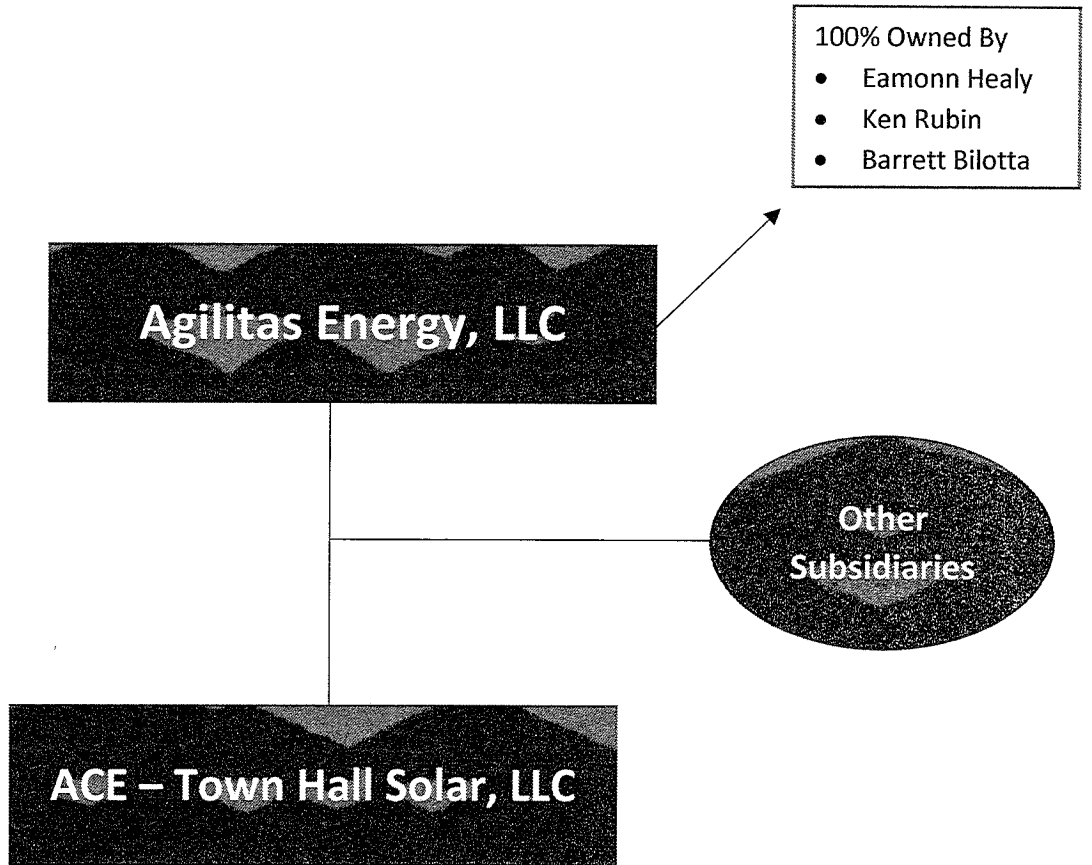 100% Owned By
• Eamonn Healy
• Ken Rubin
• Barrett Bilotta
Agilitas Energy, LLC
Other
Subsidiaries
ACE – Town Hall Solar, LLC